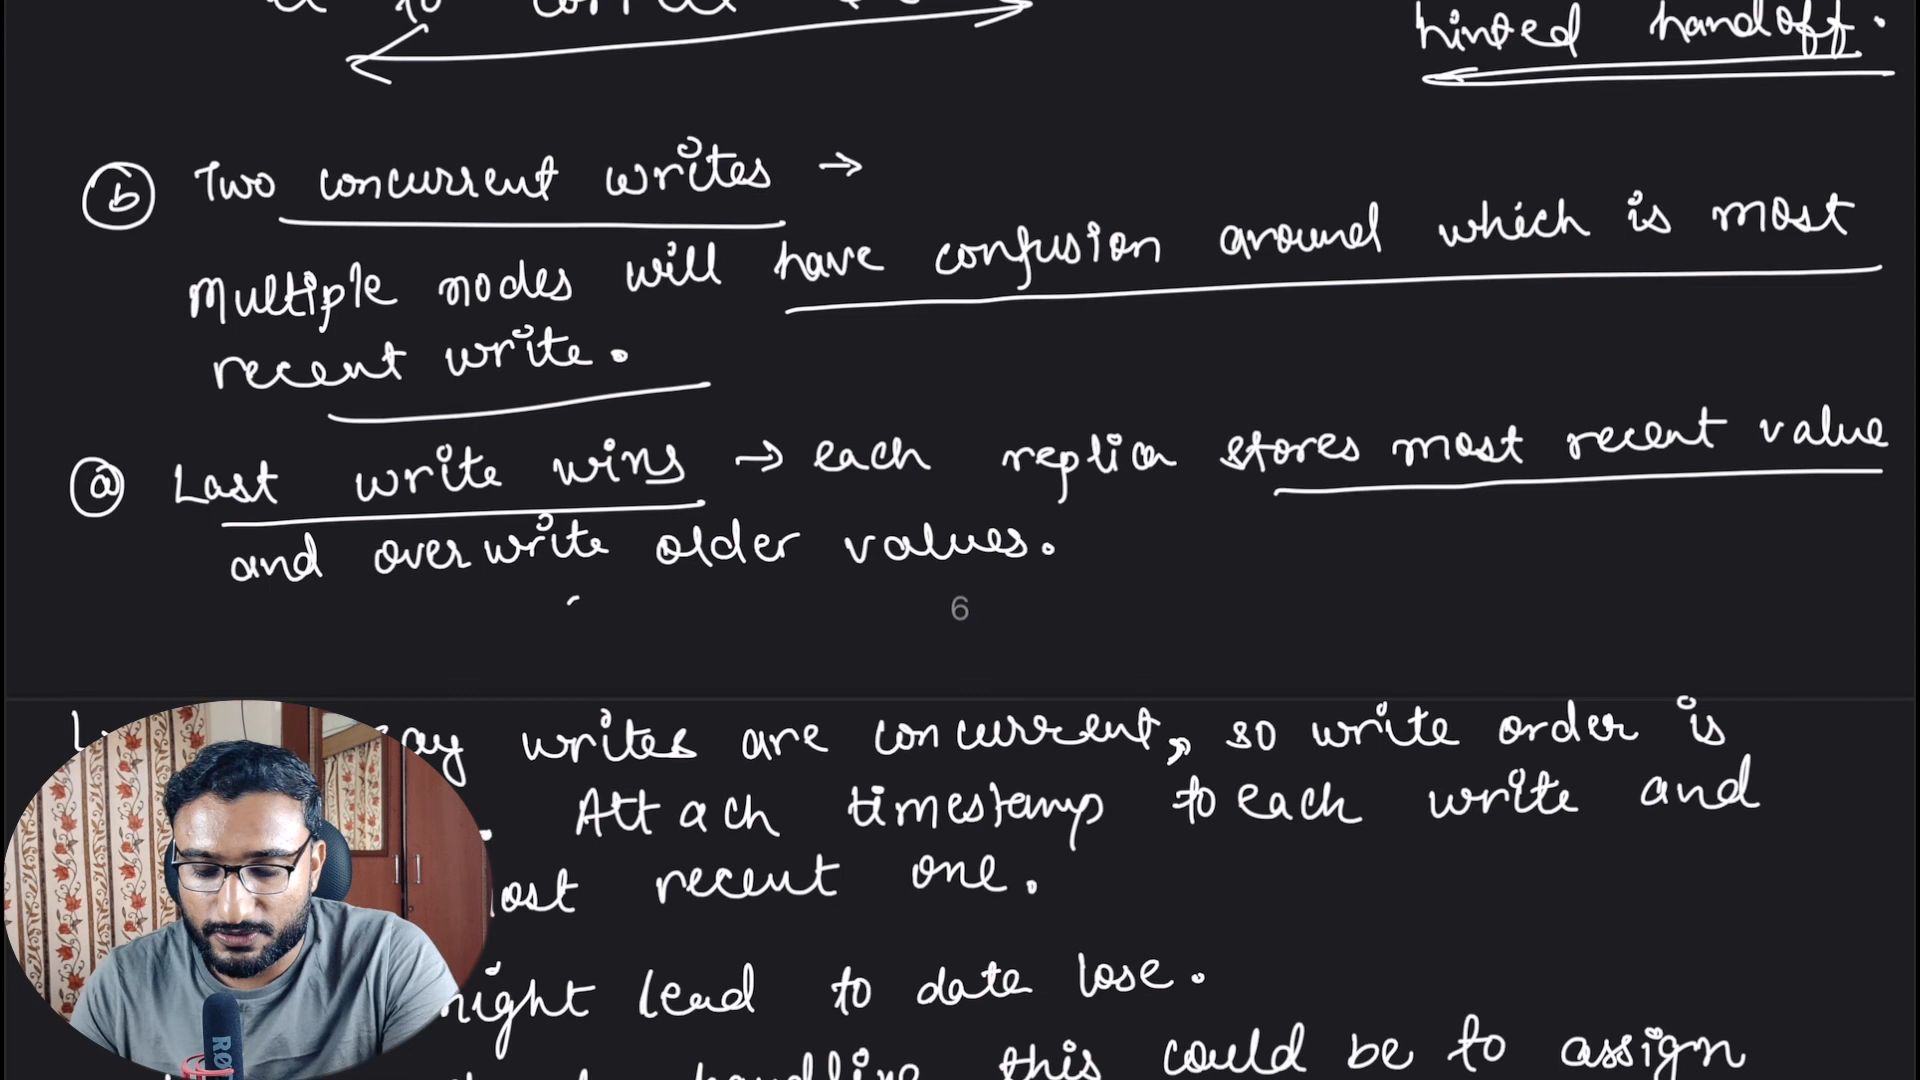 hinted handoff.
b Two concurrent writes →
Multiple nodes will have confusion around which is most
recent write.
a Last write wins → each replica stores most recent value
and overwrite older values.
6
writes are concurrent, so write order is
. Attach timestamp to each write and
recent one.
lead to date lose.
this could be to assign
RØ